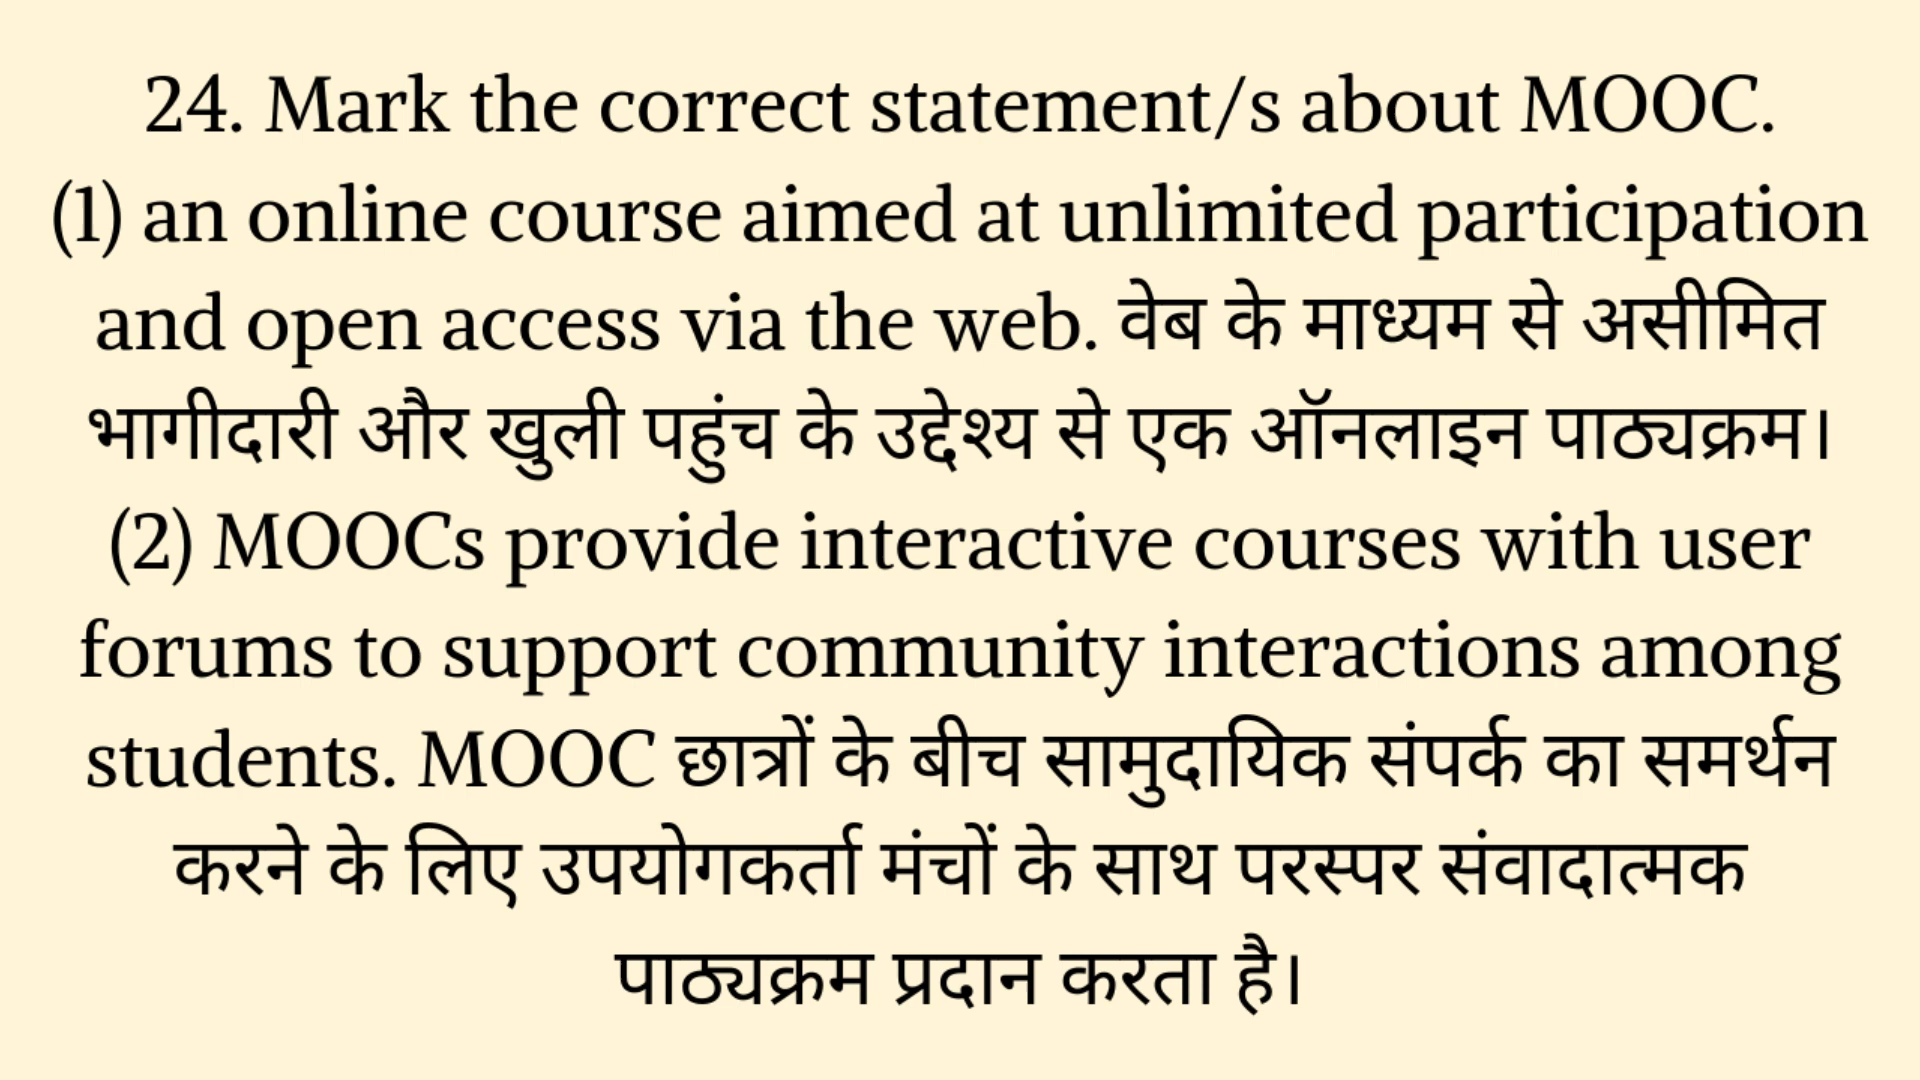 24. Mark the correct statement/s about MOOC.
(1) an online course aimed at unlimited participation
and open access via the web. वेब के माध्यम से असीमित
भागीदारी और खुली पहुंच के उद्देश्य से एक ऑनलाइन पाठ्यक्रम।
(2) MOOCs provide interactive courses with user
forums to support community interactions among
students. MOOC छात्रों के बीच सामुदायिक संपर्क का समर्थन
करने के लिए उपयोगकर्ता मंचों के साथ परस्पर संवादात्मक
पाठ्यक्रम प्रदान करता है।